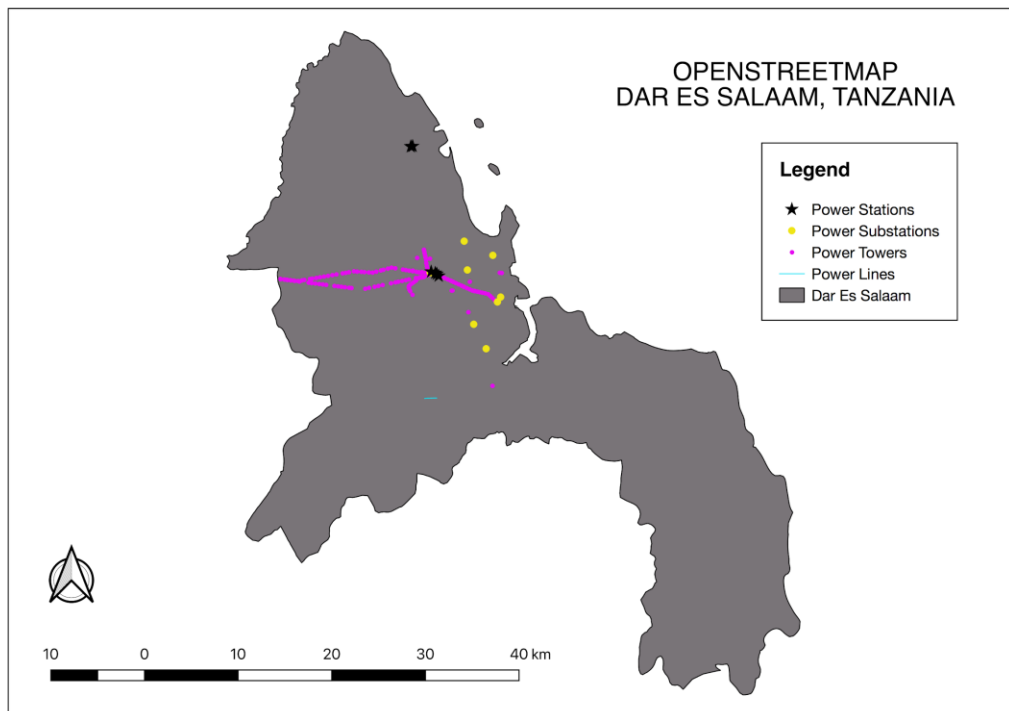 OPENSTREETMAP
DAR ES SALAAM, TANZANIA
Legend
Power Stations
Power Substations
Power Towers
Power Lines
Dar Es Salaam
10 0 10 20 30 40 km